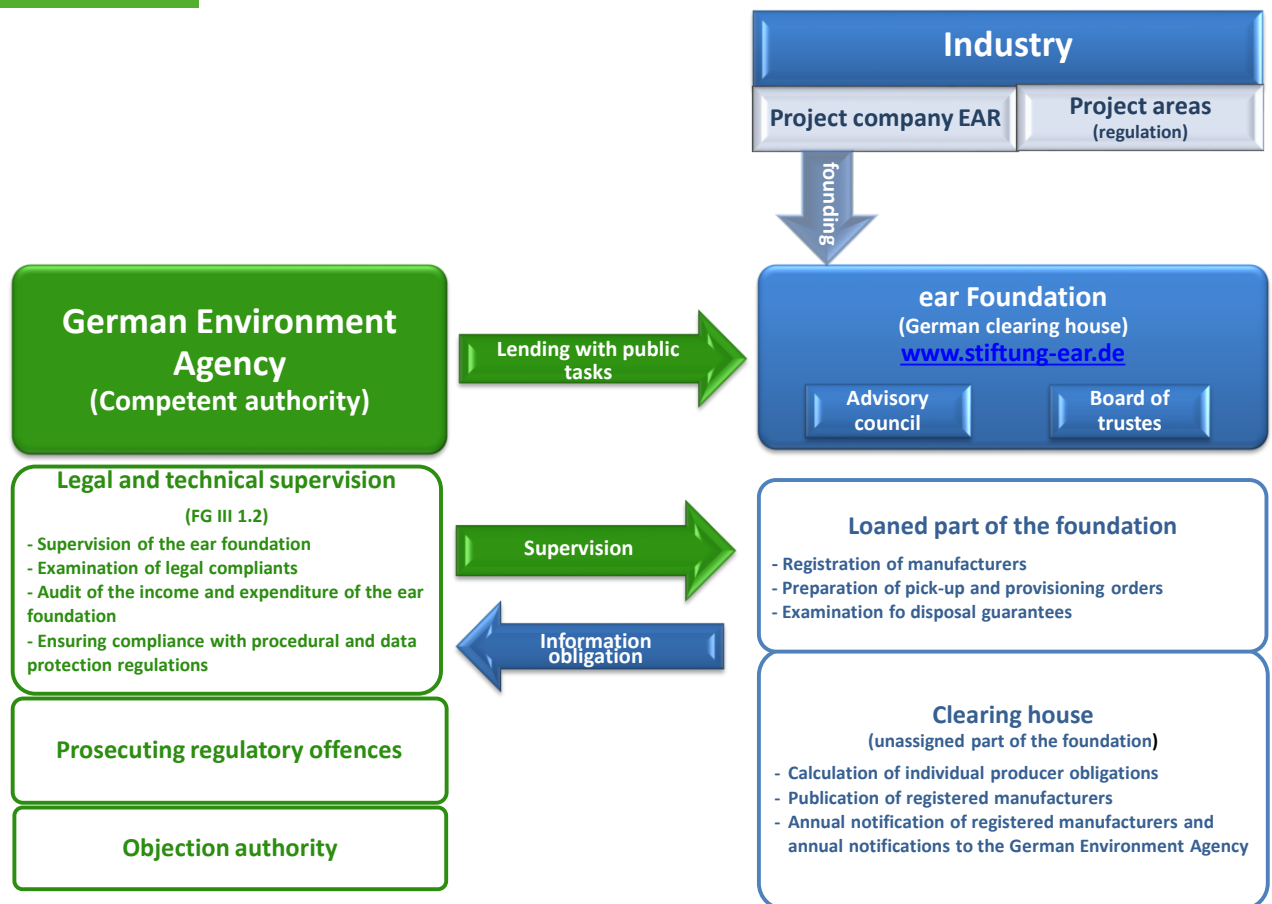 Industry
Project company EAR
Project areas
(regulation)
founding
German Environment
Agency
(Competent authority)
Lending with public
tasks
ear Foundation
(German clearing house)
www.stiftung-ear.de
Advisory
council
Board of
trustes
Legal and technical supervision
(FG III 1.2)
- Supervision of the ear foundation
- Examination of legal compliants
- Audit of the income and expenditure of the ear
foundation
- Ensuring compliance with procedural and data
protection regulations
Supervision
Information
obligation
Loaned part of the foundation
- Registration of manufacturers
- Preparation of pick-up and provisioning orders
- Examination fo disposal guarantees
Prosecuting regulatory offences
Objection authority
Clearing house
(unassigned part of the foundation)
- Calculation of individual producer obligations
- Publication of registered manufacturers
- Annual notification of registered manufacturers and
annual notifications to the German Environment Agency